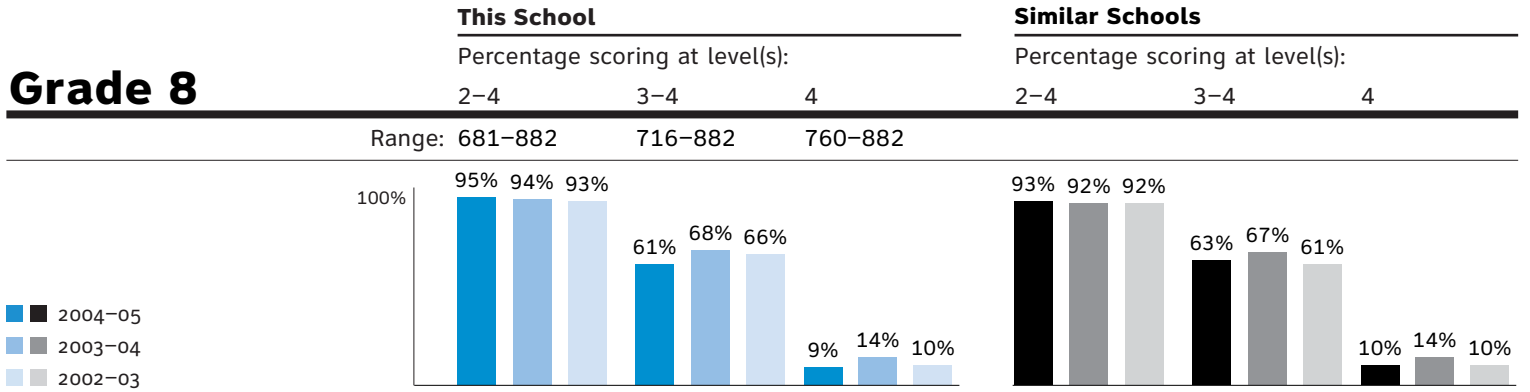 This School Similar Schools
Percentage scoring at level(s): Percentage scoring at level(s):
Grade 8 2–4 3–4 4 2–4 3–4 4
Range: 681–882 716–882 760–882
100%
95% 94% 93% 61% 68% 66% 9% 14% 10% 93% 92% 92% 63% 67% 61% 10% 14% 10%
2004–05
2003–04
2002–03